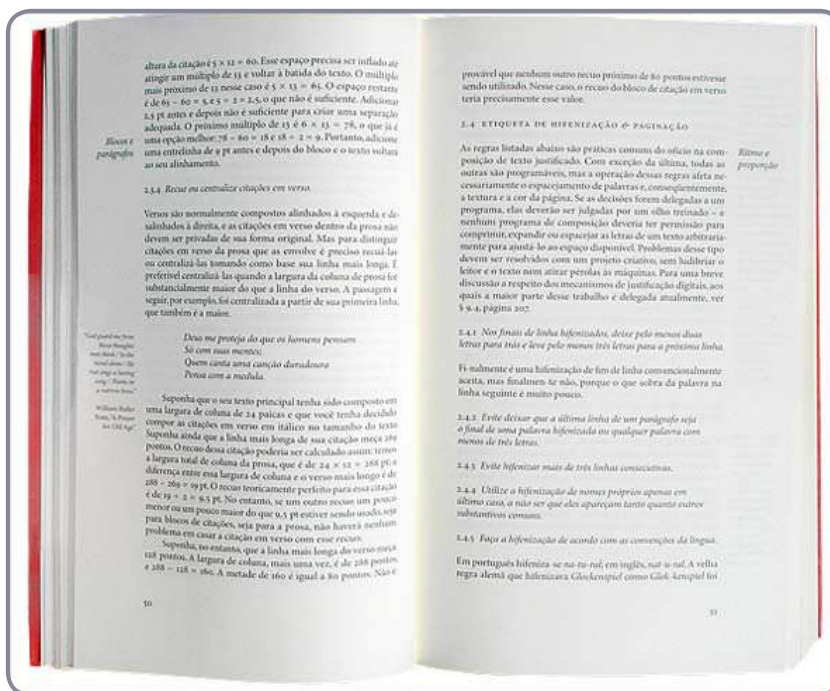 altura da citação é 5 × 12 = 60. Esse espaço precisa ser inflado até
atingir um múltiplo de 13 e voltar à batida do texto. O múltiplo
mais próximo de 13 nesse caso é 5 × 13 = 65. O espaço restante
é de 65 – 60 = 5, e 5 ÷ 2 = 2,5, o que não é suficiente. Adicionar
2,5 pt antes e depois não é suficiente para criar uma separação
adequada. O próximo múltiplo de 13 é 6 × 13 = 78, o que já é
uma opção melhor: 78 – 60 = 18 e 18 ÷ 2 = 9. Portanto, adicione
uma entrelinha de 9 pt antes e depois do bloco e o texto voltará
ao seu alinhamento.
Blocos e
parágrafos
2.3.4 Recue ou centralize citações em verso.
Versos são normalmente compostos alinhados à esquerda e de-
salinhados à direita, e as citações em verso dentro da prosa não
devem ser privadas de sua forma original. Mas para distinguir
citações em verso da prosa que as envolve é preciso recuá-las
ou centralizá-las tomando como base sua linha mais longa. É
preferível centralizá-las quando a largura da coluna de prosa for
substancialmente maior do que a linha do verso. A passagem a
seguir, por exemplo, foi centralizada a partir de sua primeira linha,
que também é a maior.
Deus me proteja do que os homens pensam
Só com suas mentes;
Quem canta uma canção duradoura
Pensa com a medula.
"God guard me from
those thoughts
men think / In the
mind alone; / He
that sings a lasting
song / Thinks in
a marrow-bone."
William Butler
Yeats, "A Prayer
for Old Age".
Suponha que o seu texto principal tenha sido composto em
uma largura de coluna de 24 paicas e que você tenha decidido
compor as citações em verso em itálico no tamanho do texto.
Suponha ainda que a linha mais longa de sua citação meça 269
pontos. O recuo dessa citação poderia ser calculado assim: temos
a largura total de coluna da prosa, que é de 24 × 12 = 288 pt; a
diferença entre essa largura de coluna e o verso mais longo é de
288 – 269 = 19 pt. O recuo teoricamente perfeito para essa citação
é de 19 ÷ 2 = 9,5 pt. No entanto, se um outro recuo um pouco
menor ou um pouco maior do que 9,5 pt estiver sendo usado, seja
para blocos de citações, seja para a prosa, não haverá nenhum
problema em casar a citação em verso com esse recuo.
Suponha, no entanto, que a linha mais longa do verso meça
128 pontos. A largura de coluna, mais uma vez, é de 288 pontos
e 288 – 128 = 160. A metade de 160 é igual a 80 pontos. Não é
50
provável que nenhum outro recuo próximo de 80 pontos estivesse
sendo utilizado. Nesse caso, o recuo do bloco de citação em verso
teria precisamente esse valor.
2.4 ETIQUETA DE HIFENIZAÇÃO & PAGINAÇÃO
As regras listadas abaixo são práticas comuns do ofício na com-
posição de texto justificado. Com exceção da última, todas as
outras são programáveis, mas a operação dessas regras afeta ne-
cessariamente o espacejamento de palavras e, conseqüentemente,
a textura e a cor da página. Se as decisões forem delegadas a um
programa, elas deverão ser julgadas por um olho treinado – e
nenhum programa de composição deveria ter permissão para
comprimir, expandir ou espacejar as letras de um texto arbitraria-
mente para ajustá-lo ao espaço disponível. Problemas desse tipo
devem ser resolvidos com um projeto criativo, sem ludibriar o
leitor e o texto nem atirar pérolas às máquinas. Para uma breve
discussão a respeito dos mecanismos de justificação digitais, aos
quais a maior parte desse trabalho é delegada atualmente, ver
§ 9.4, página 207.
Ritmo e
proporção
2.4.1 Nos finais de linha hifenizados, deixe pelo menos duas
letras para trás e leve pelo menos três letras para a próxima linha.
Fi-nalmente é uma hifenização de fim de linha convencionalmente
aceita, mas finalmen-te não, porque o que sobra da palavra na
linha seguinte é muito pouco.
2.4.2 Evite deixar que a última linha de um parágrafo seja
o final de uma palavra hifenizada ou qualquer palavra com
menos de três letras.
2.4.3 Evite hifenizar mais de três linhas consecutivas.
2.4.4 Utilize a hifenização de nomes próprios apenas em
último caso, a não ser que eles apareçam tanto quanto outros
substantivos comuns.
2.4.5 Faça a hifenização de acordo com as convenções da língua.
Em português hifeniza-se na-tu-ral; em inglês, nat-u-ral. A velha
regra alemã que hifenizava Glockenspiel como Glok-kenspiel foi
51